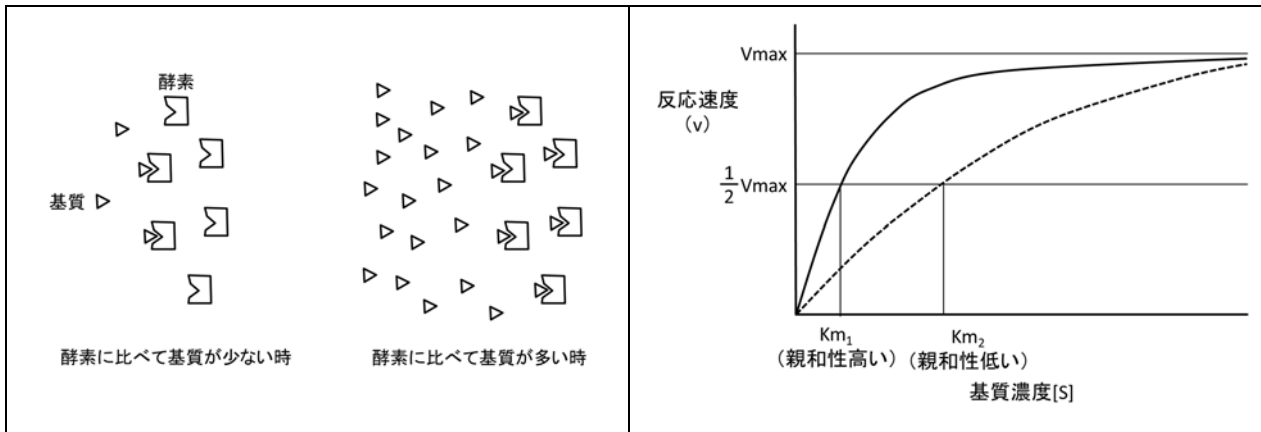 酵素
基質
酵素に比べて基質が少ない時
酵素に比べて基質が多い時
Vmax
反応速度
（v）
1/2 Vmax
Km₁
（親和性高い）
Km₂
（親和性低い）
基質濃度[S]